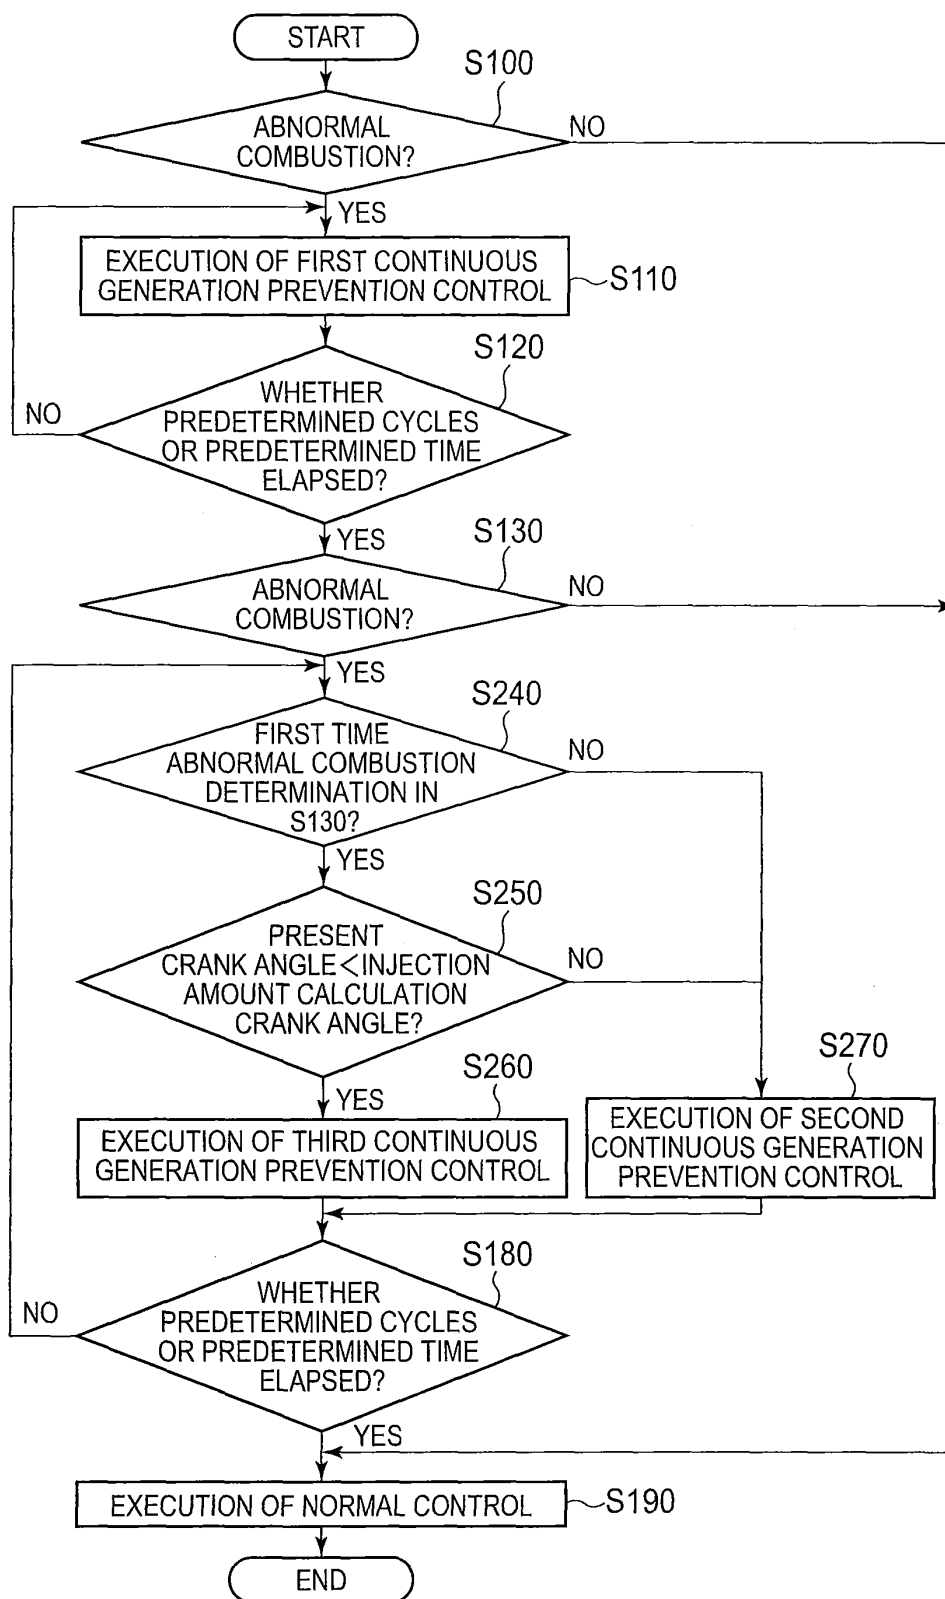 START
S100
ABNORMAL
COMBUSTION?
NO
YES
EXECUTION OF FIRST CONTINUOUS
GENERATION PREVENTION CONTROL
S110
S120
WHETHER
PREDETERMINED CYCLES
OR PREDETERMINED TIME
ELAPSED?
NO
YES
S130
ABNORMAL
COMBUSTION?
NO
YES
S240
FIRST TIME
ABNORMAL COMBUSTION
DETERMINATION IN
S130?
NO
YES
S250
PRESENT
CRANK ANGLE<INJECTION
AMOUNT CALCULATION
CRANK ANGLE?
NO
YES
S260
EXECUTION OF THIRD CONTINUOUS
GENERATION PREVENTION CONTROL
S270
EXECUTION OF SECOND
CONTINUOUS GENERATION
PREVENTION CONTROL
S180
WHETHER
PREDETERMINED CYCLES
OR PREDETERMINED TIME
ELAPSED?
NO
YES
EXECUTION OF NORMAL CONTROL
S190
END